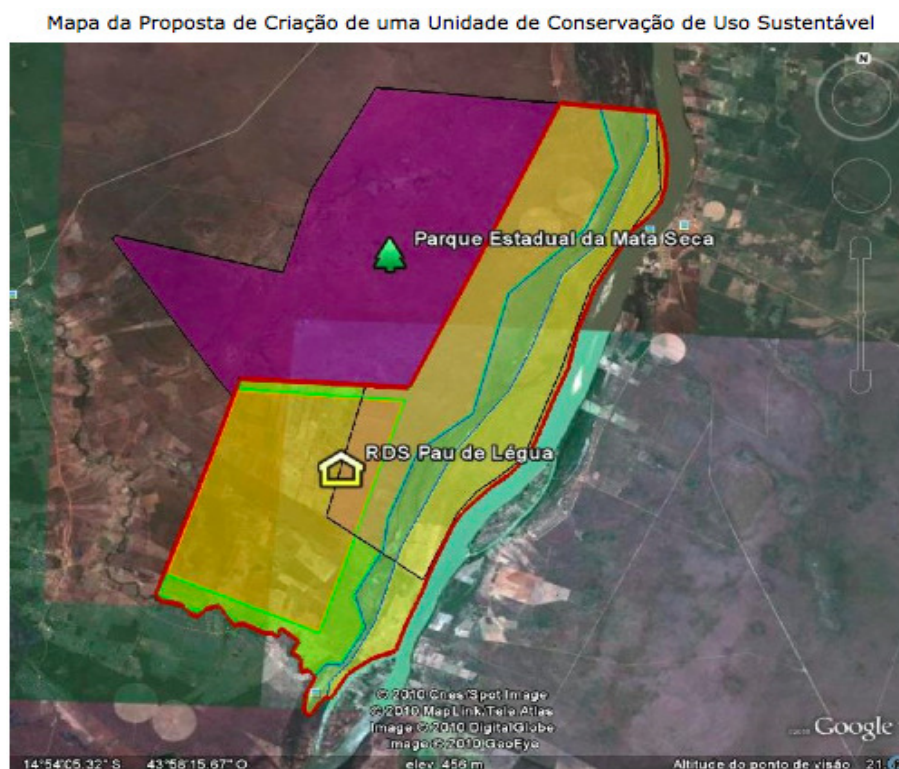 Mapa da Proposta de Criação de uma Unidade de Conservação de Uso Sustentável
N
Parque Estadual da Mata Seca
RDS Pau de Légua
© 2010 Cnes/Spot Image
© 2010 MapLink/Tele Atlas
Image © 2010 DigitalGlobe
Image © 2010 GeoEye
©2010 Google
14°54'05.32" S 43°58'15.67" O elev. 456 m Altitude do ponto de visão